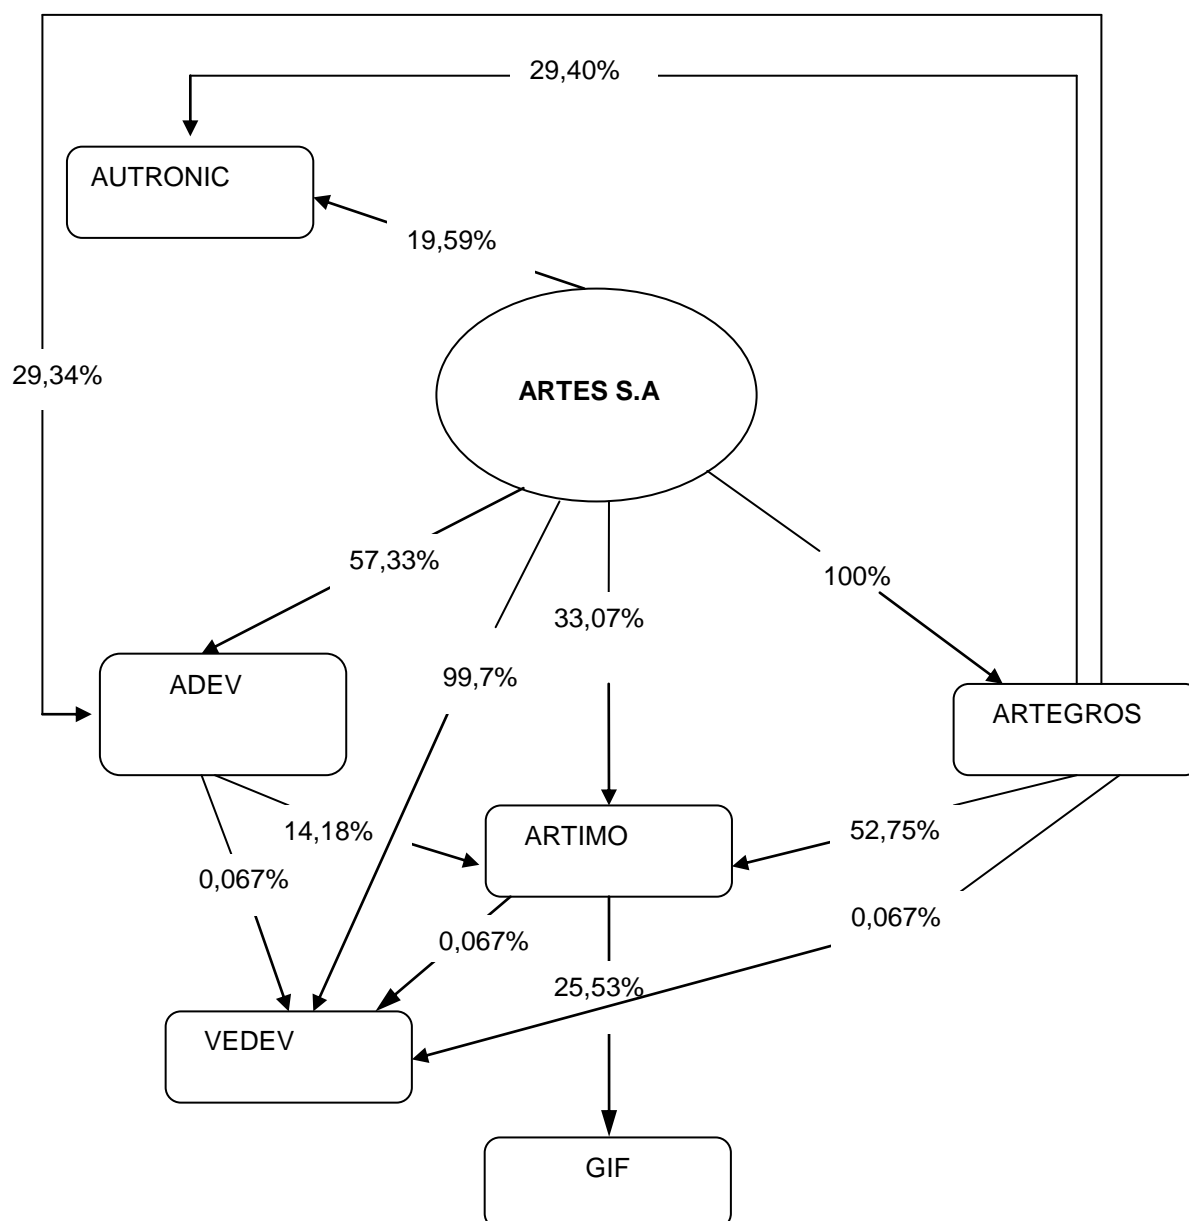 29,40%
AUTRONIC
19,59%
29,34%
ARTES S.A
57,33%
100%
33,07%
99,7%
ADEV
ARTEGROS
14,18%
ARTIMO
52,75%
0,067%
0,067%
0,067%
25,53%
VEDEV
GIF